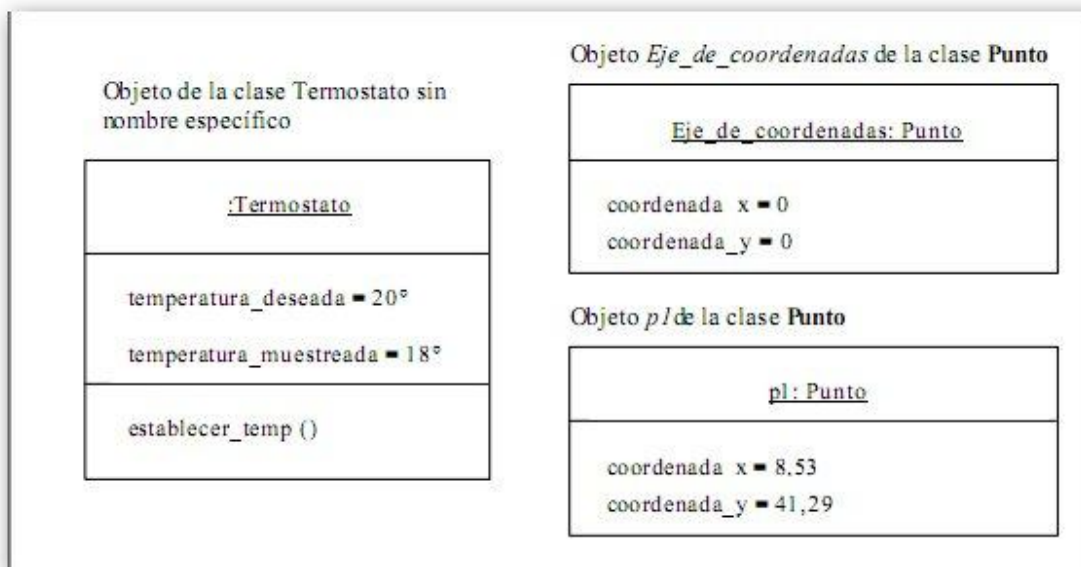 Objeto de la clase Termostato sin
nombre específico
:Termostato
temperatura_deseada = 20°
temperatura_muestreada = 18°
establecer_temp ()
Objeto Eje_de_coordenadas de la clase Punto
Eje_de_coordenadas: Punto
coordenada x = 0
coordenada_y = 0
Objeto p1 de la clase Punto
p1: Punto
coordenada x = 8,53
coordenada_y = 41,29